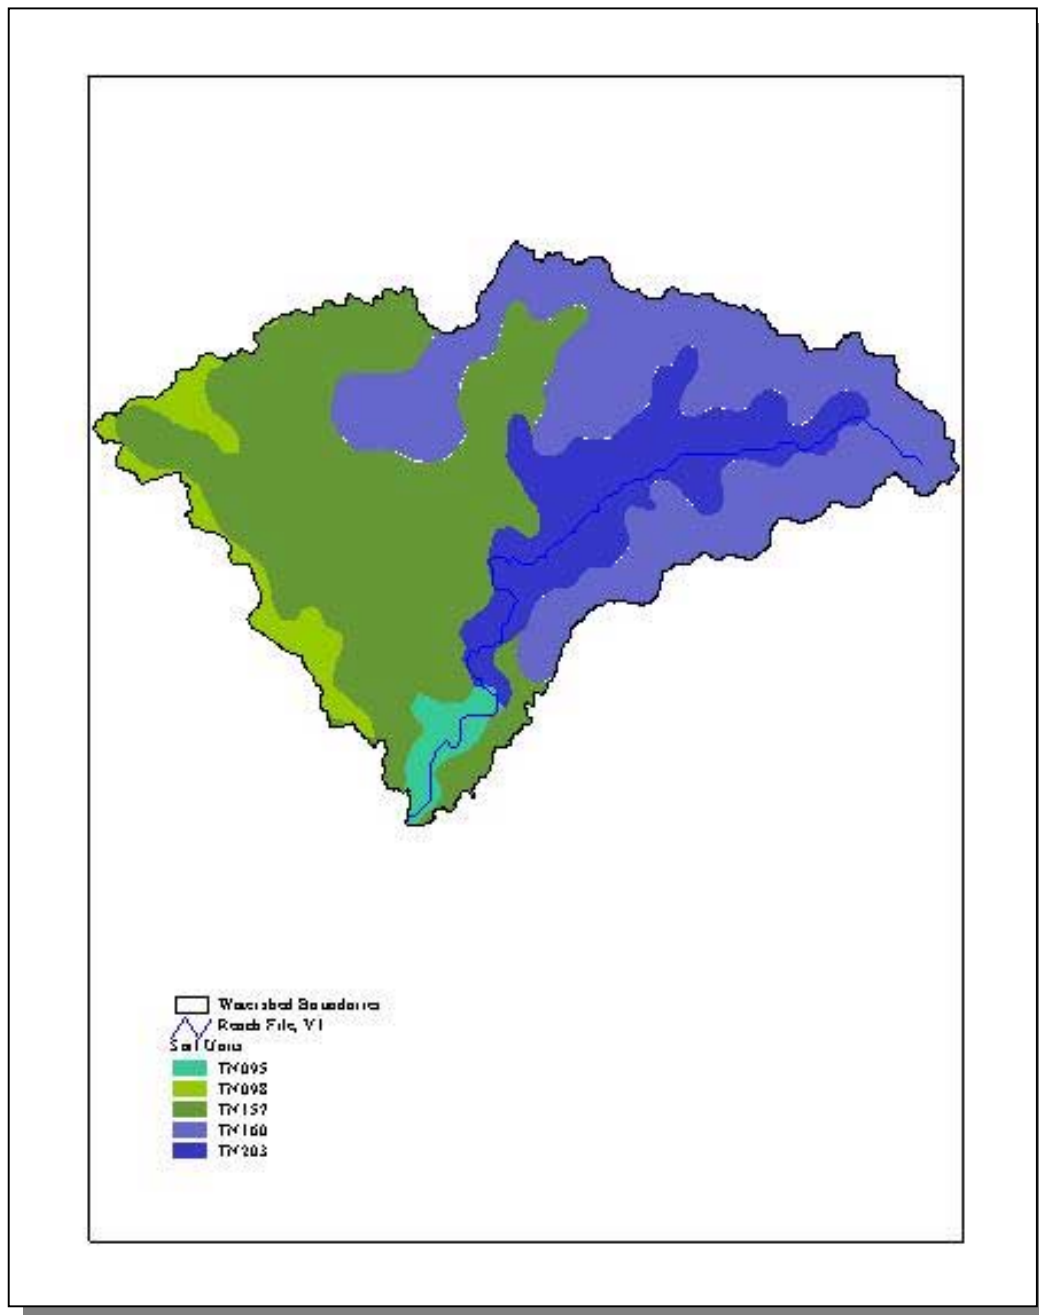 Watershed Boundaries
Reach File, V1
Soil Units
TN095
TN098
TN157
TN160
TN203